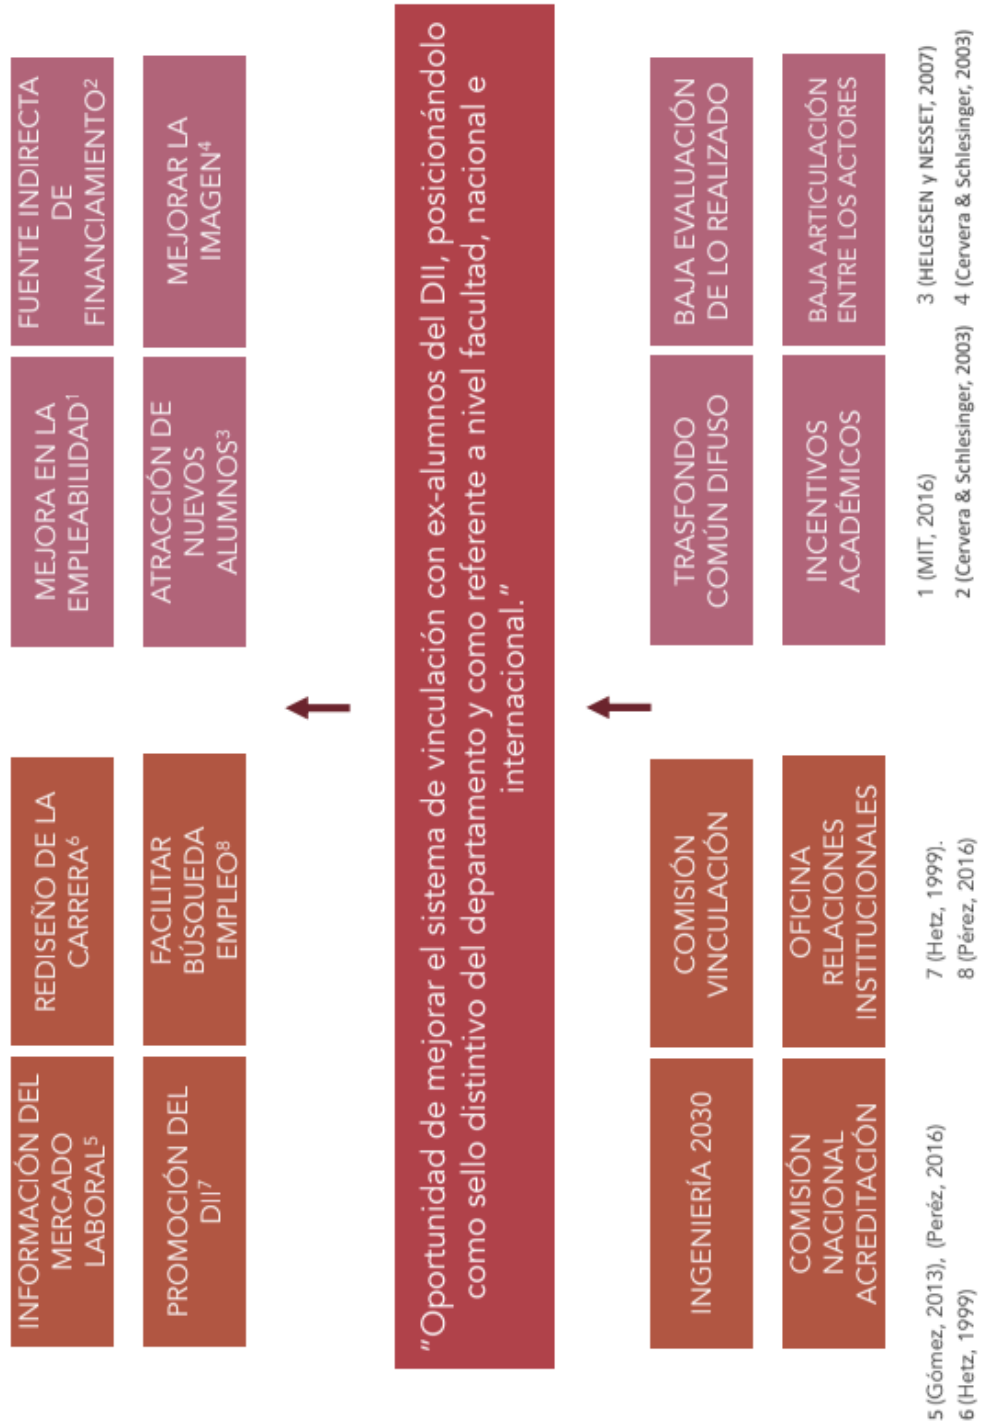 INFORMACIÓN DEL
MERCADO
LABORAL5
REDISEÑO DE LA
CARRERA6
MEJORA EN LA
EMPLEABILIDAD1
FUENTE INDIRECTA
DE
FINANCIAMIENTO2
PROMOCIÓN DEL
DII7
FACILITAR
BÚSQUEDA
EMPLEO8
ATRACCIÓN DE
NUEVOS
ALUMNOS3
MEJORAR LA
IMAGEN4
"Oportunidad de mejorar el sistema de vinculación con ex-alumnos del DII, posicionándolo
como sello distintivo del departamento y como referente a nivel facultad, nacional e
internacional."
INGENIERÍA 2030
COMISIÓN
VINCULACIÓN
TRASFONDO
COMÚN DIFUSO
BAJA EVALUACIÓN
DE LO REALIZADO
COMISIÓN
NACIONAL
ACREDITACIÓN
OFICINA
RELACIONES
INSTITUCIONALES
INCENTIVOS
ACADÉMICOS
BAJA ARTICULACIÓN
ENTRE LOS ACTORES
5 (Gómez, 2013), (Peréz, 2016)
6 (Hetz, 1999)
7 (Hetz, 1999).
8 (Pérez, 2016)
1 (MIT, 2016)
2 (Cervera & Schlesinger, 2003)
3 (HELGESEN y NESSET, 2007)
4 (Cervera & Schlesinger, 2003)